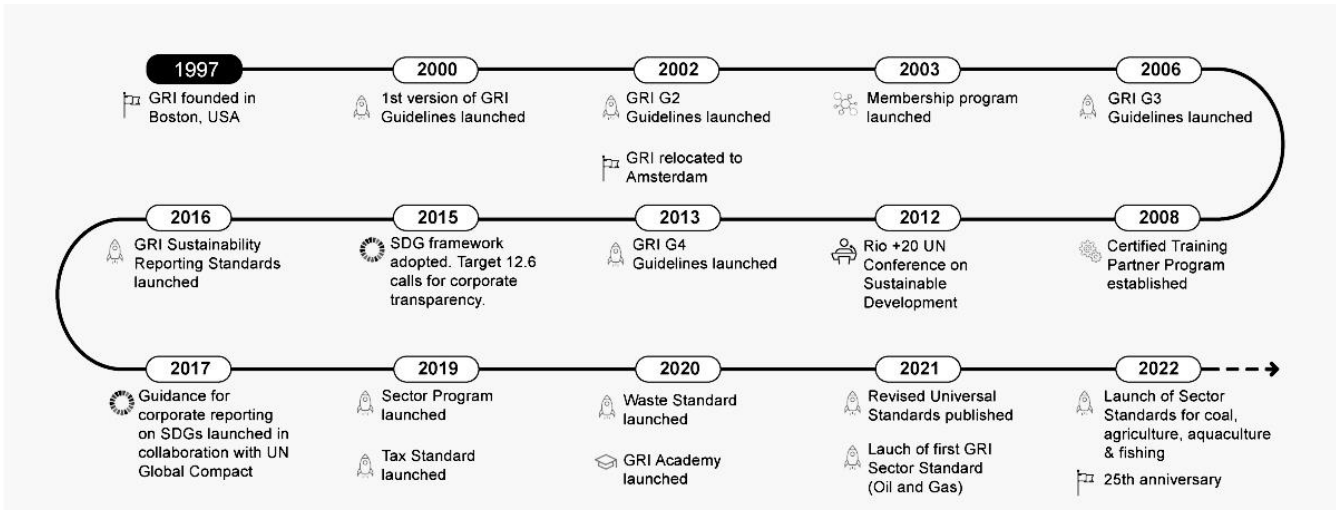 1997
GRI founded in
Boston, USA
2000
1st version of GRI
Guidelines launched
2002
GRI G2
Guidelines launched
GRI relocated to
Amsterdam
2003
Membership program
launched
2006
GRI G3
Guidelines launched
2008
Certified Training
Partner Program
established
2012
Rio +20 UN
Conference on
Sustainable
Development
2013
GRI G4
Guidelines launched
2015
SDG framework
adopted. Target 12.6
calls for corporate
transparency.
2016
GRI Sustainability
Reporting Standards
launched
2017
Guidance for
corporate reporting
on SDGs launched in
collaboration with UN
Global Compact
2019
Sector Program
launched
Tax Standard
launched
2020
Waste Standard
launched
GRI Academy
launched
2021
Revised Universal
Standards published
Lauch of first GRI
Sector Standard
(Oil and Gas)
2022
Launch of Sector
Standards for coal,
agriculture, aquaculture
& fishing
25th anniversary